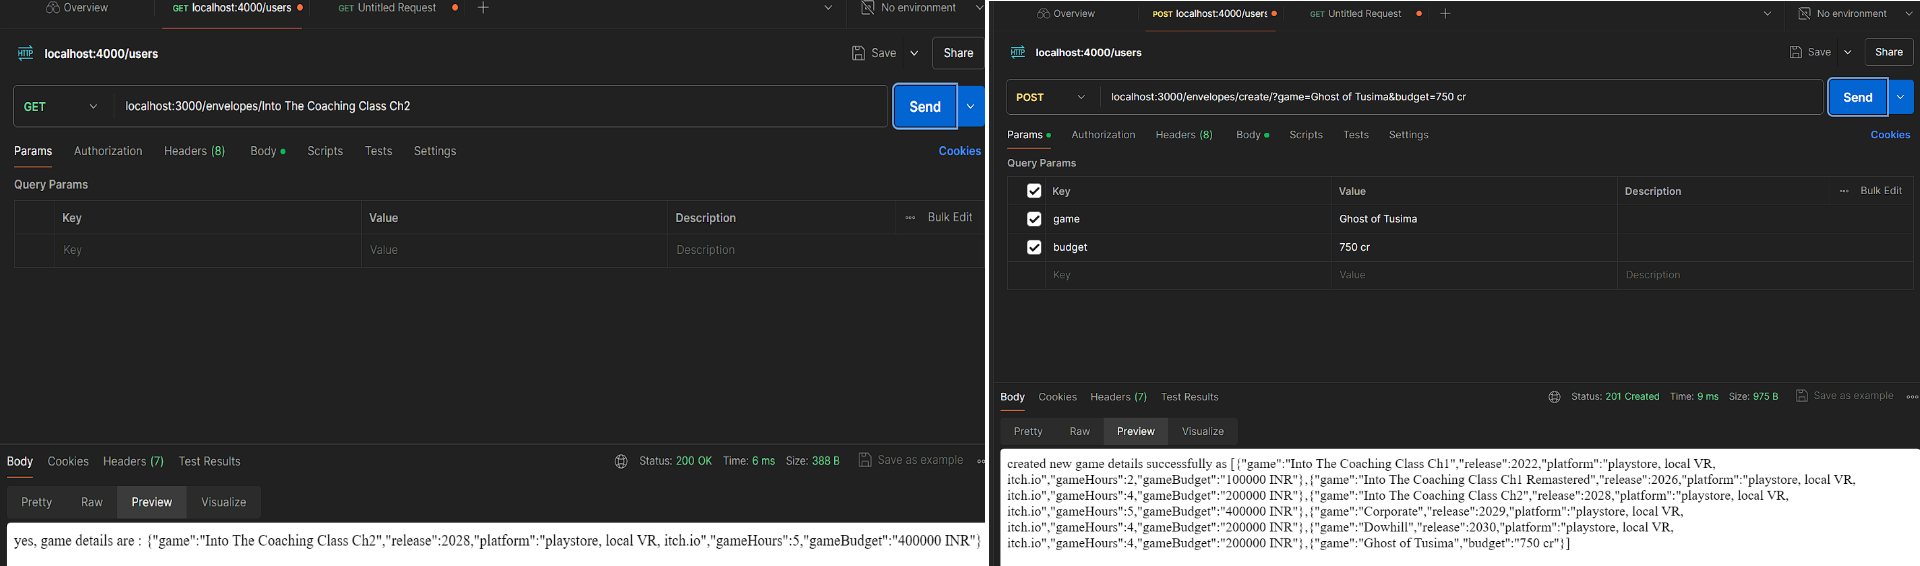 Overview
GET localhost:4000/users
GET Untitled Request
No environment
HTTP localhost:4000/users
Save
Share
GET
localhost:3000/envelopes/Into The Coaching Class Ch2
Send
Params
Authorization
Headers (8)
Body
Scripts
Tests
Settings
Cookies
Query Params
Key
Value
Description
Bulk Edit
Key
Value
Description
Body
Cookies
Headers (7)
Test Results
Status: 200 OK
Time: 6 ms
Size: 388 B
Save as example
Pretty
Raw
Preview
Visualize
yes, game details are : {"game":"Into The Coaching Class Ch2","release":2028,"platform":"playstore, local VR, itch.io","gameHours":5,"gameBudget":"400000 INR"}
Overview
POST localhost:4000/users
GET Untitled Request
No environment
HTTP localhost:4000/users
Save
Share
POST
localhost:3000/envelopes/create/?game=Ghost of Tusima&budget=750 cr
Send
Params
Authorization
Headers (8)
Body
Scripts
Tests
Settings
Cookies
Query Params
Key
Value
Description
Bulk Edit
game
Ghost of Tusima
budget
750 cr
Key
Value
Description
Body
Cookies
Headers (7)
Test Results
Status: 201 Created
Time: 9 ms
Size: 975 B
Save as example
Pretty
Raw
Preview
Visualize
created new game details successfully as [{"game":"Into The Coaching Class Ch1","release":2022,"platform":"playstore, local VR,
itch.io","gameHours":2,"gameBudget":"100000 INR"},{"game":"Into The Coaching Class Ch1 Remastered","release":2026,"platform":"playstore, local VR,
itch.io","gameHours":4,"gameBudget":"200000 INR"},{"game":"Into The Coaching Class Ch2","release":2028,"platform":"playstore, local VR,
itch.io","gameHours":5,"gameBudget":"400000 INR"},{"game":"Corporate","release":2029,"platform":"playstore, local VR,
itch.io","gameHours":4,"gameBudget":"200000 INR"},{"game":"Dowhill","release":2030,"platform":"playstore, local VR,
itch.io","gameHours":4,"gameBudget":"200000 INR"},{"game":"Ghost of Tusima","budget":"750 cr"}]